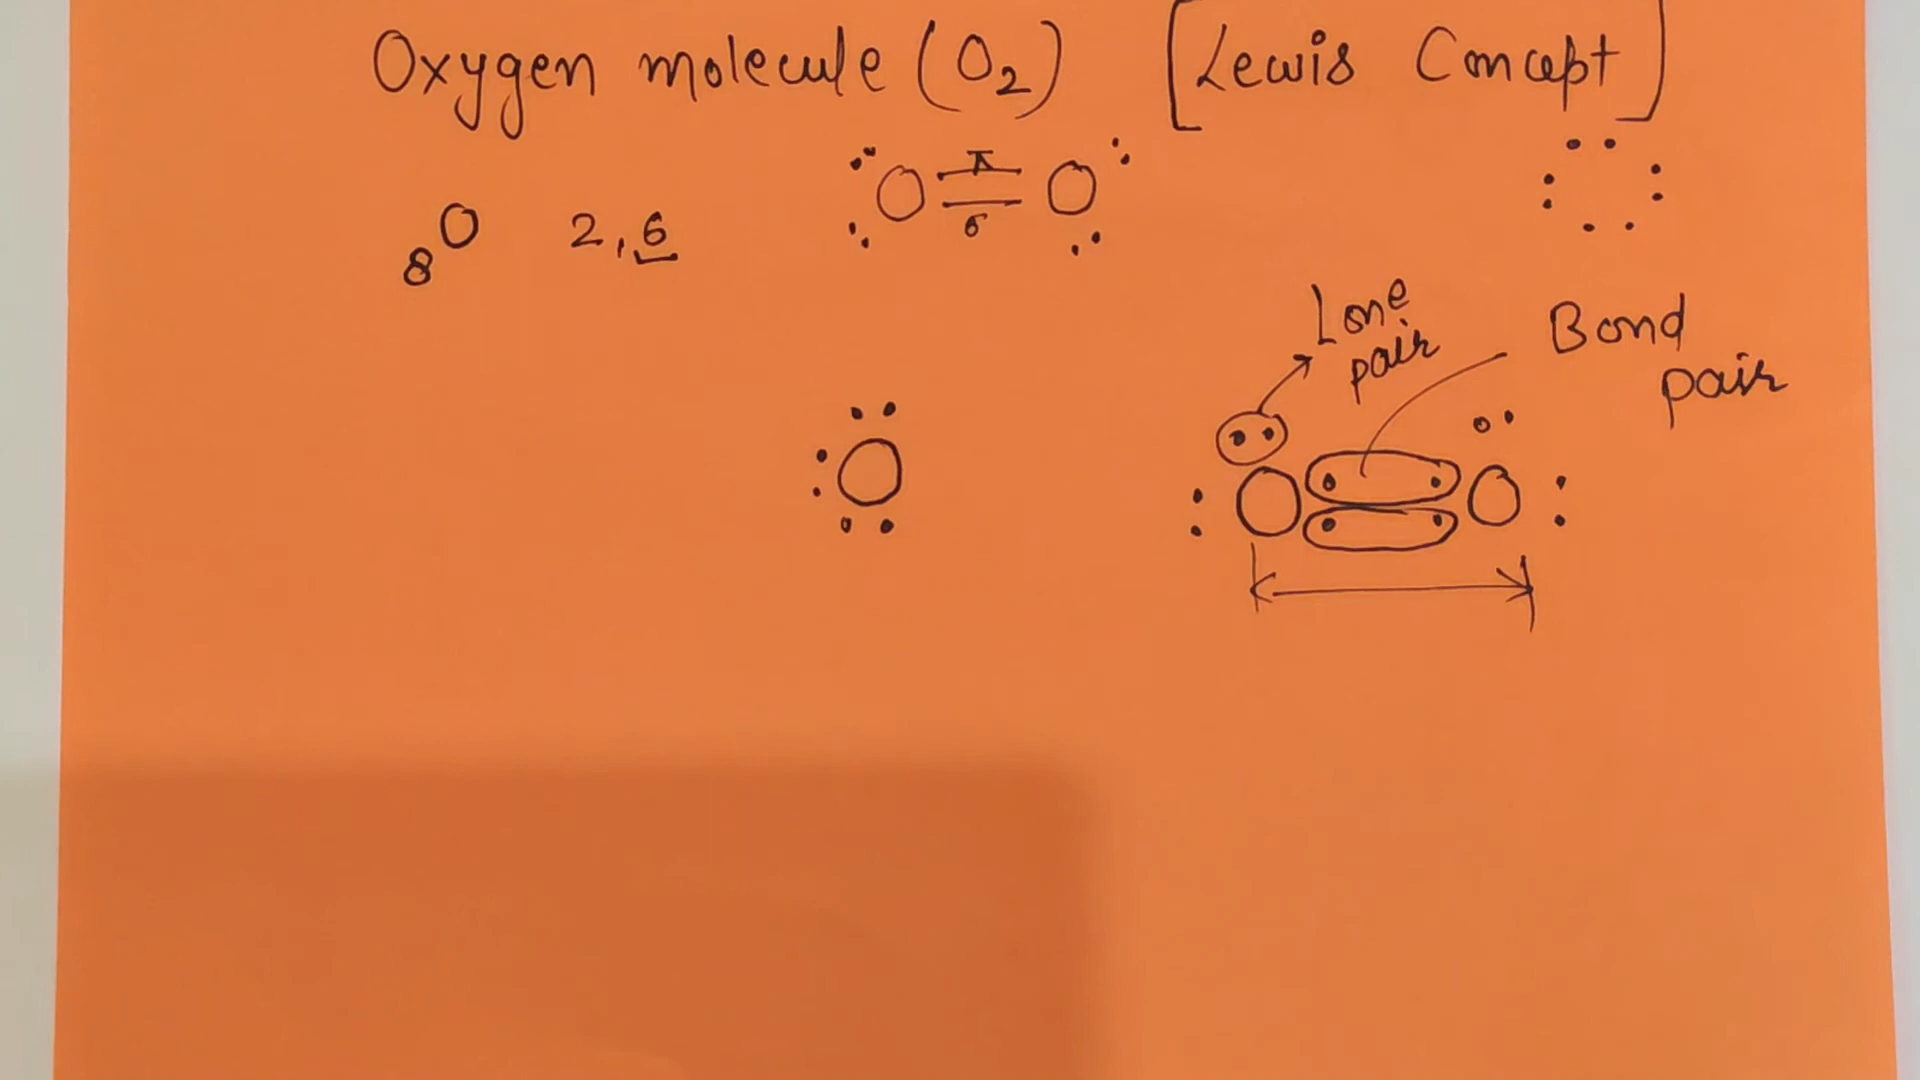 Oxygen molecule (O₂) [Lewis Concept]
π
O = O
σ
₈O 2,6
Lone
pair
Bond
pair
O
O O